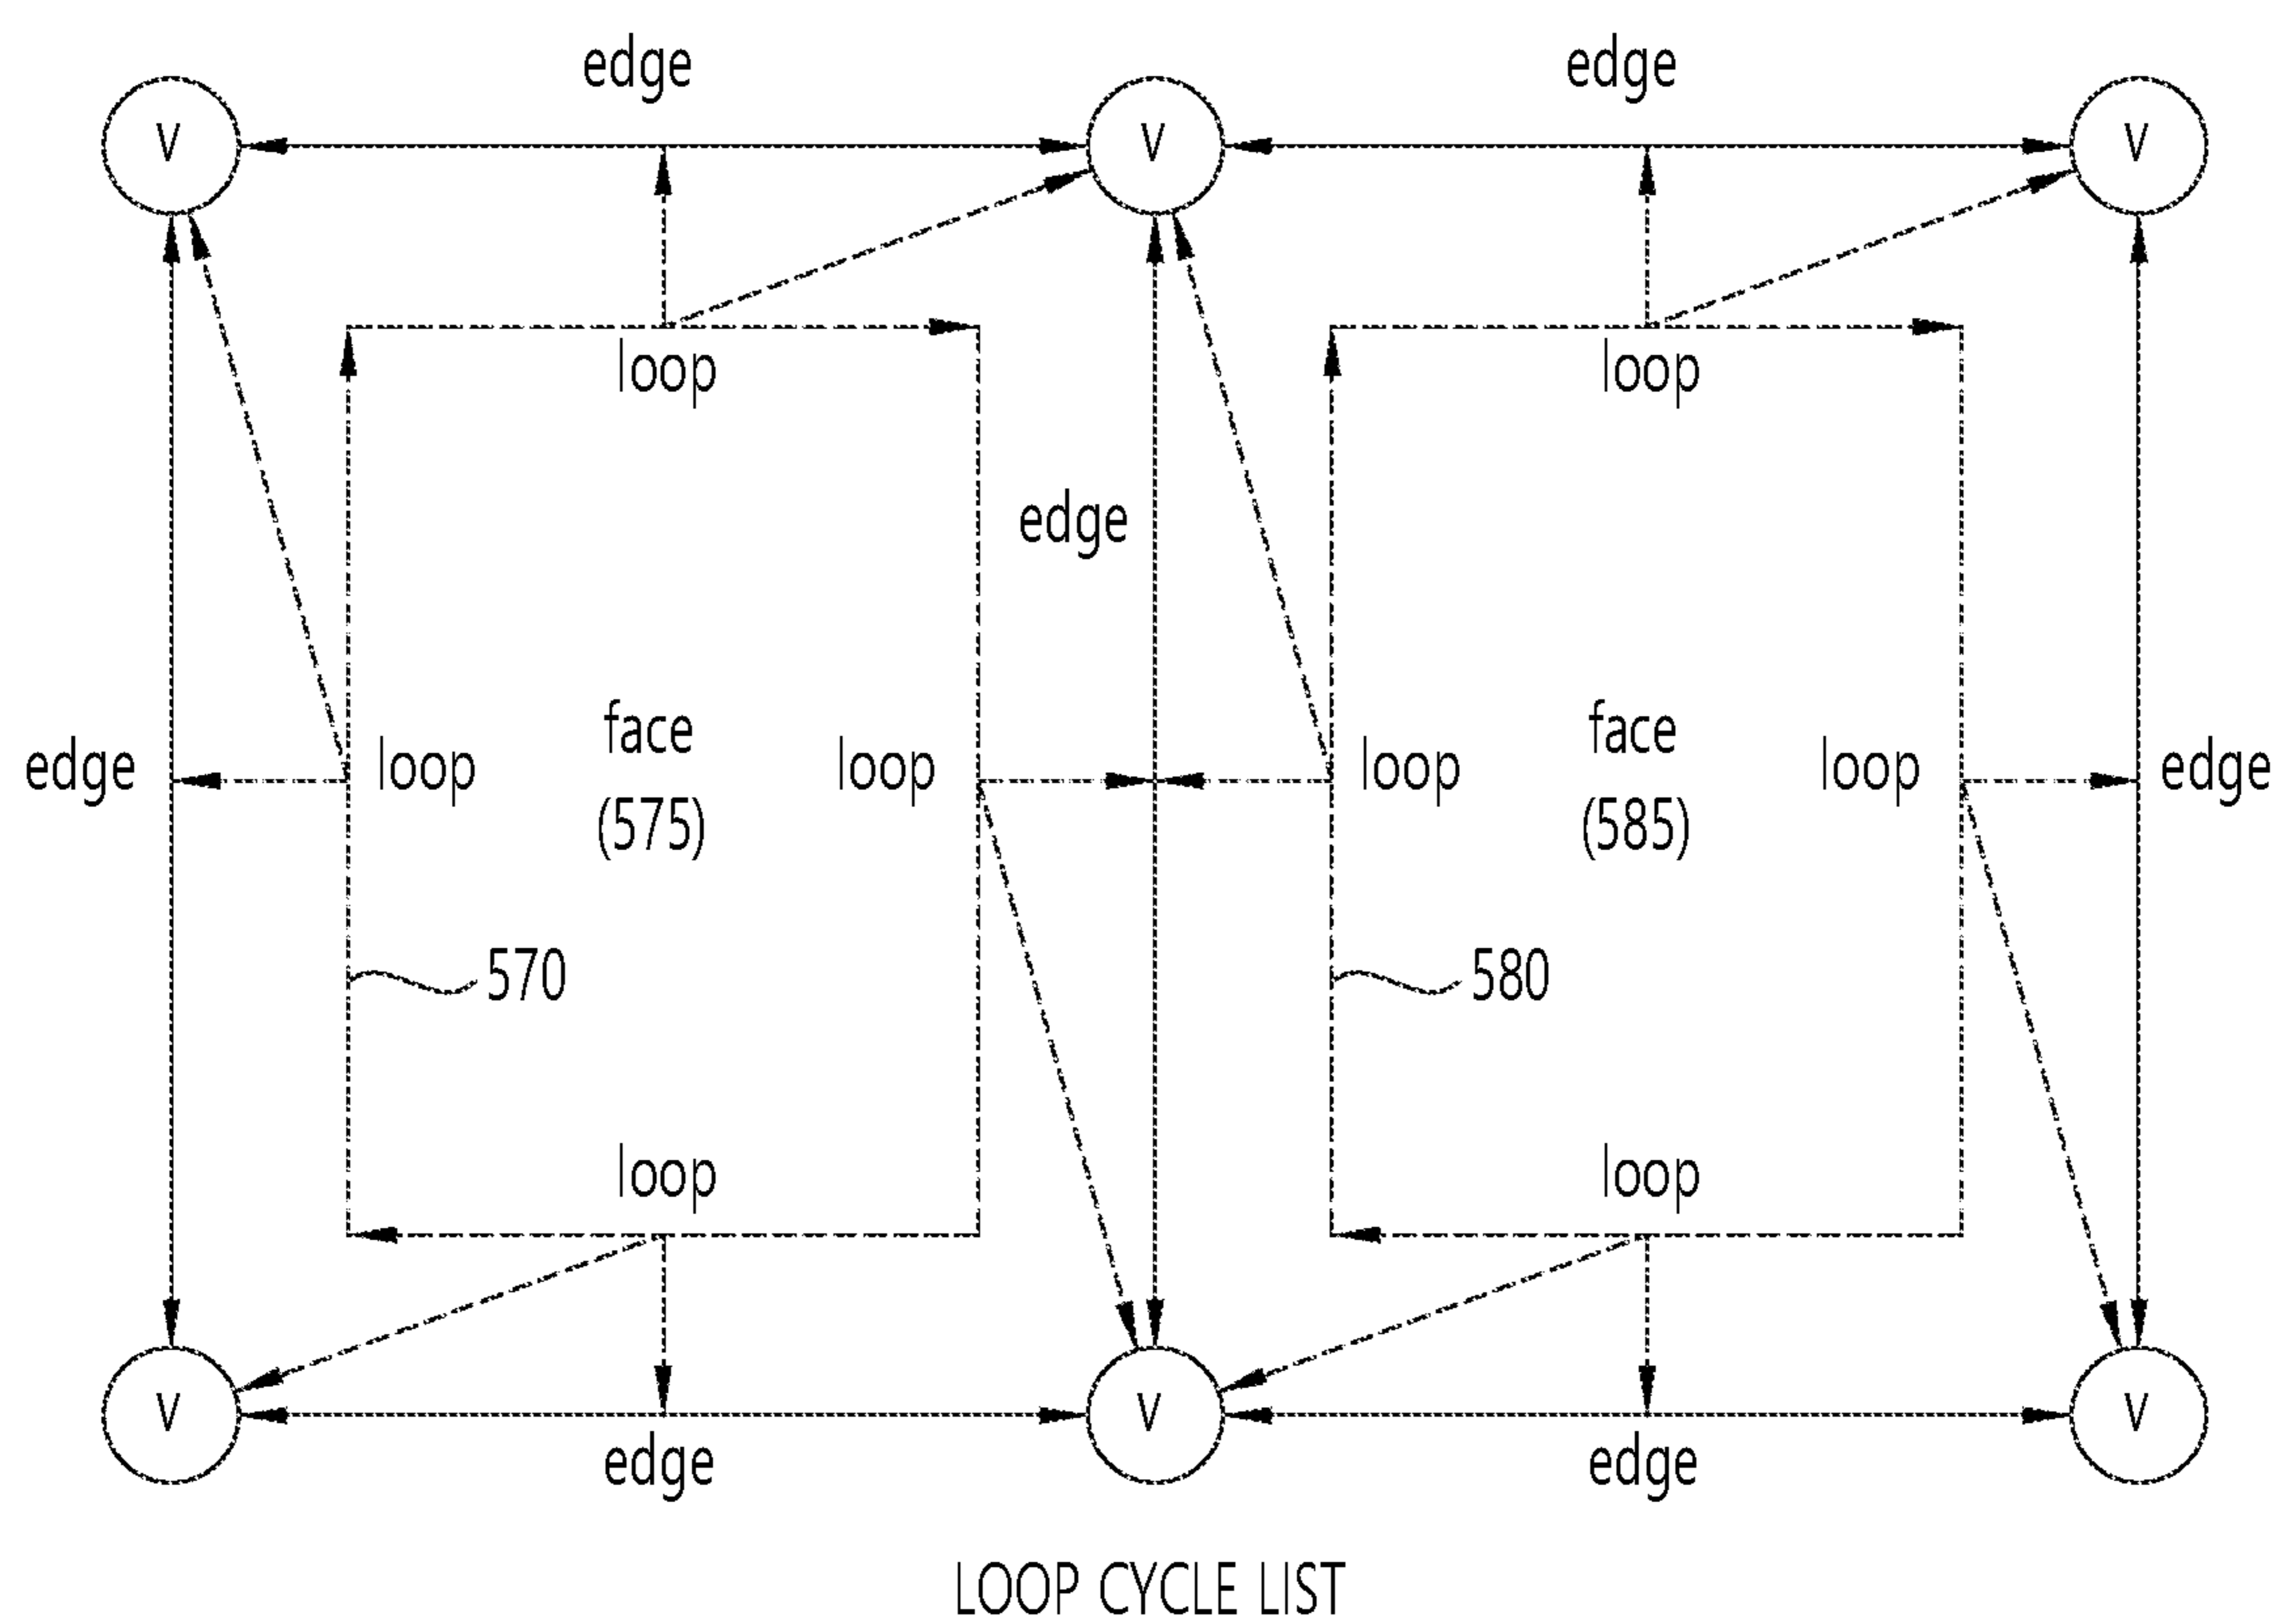 edge
edge
V
V
V
loop
loop
edge
face
(575)
face
(585)
edge
loop
loop
loop
loop
edge
570
580
loop
loop
V
V
V
edge
edge
LOOP CYCLE LIST